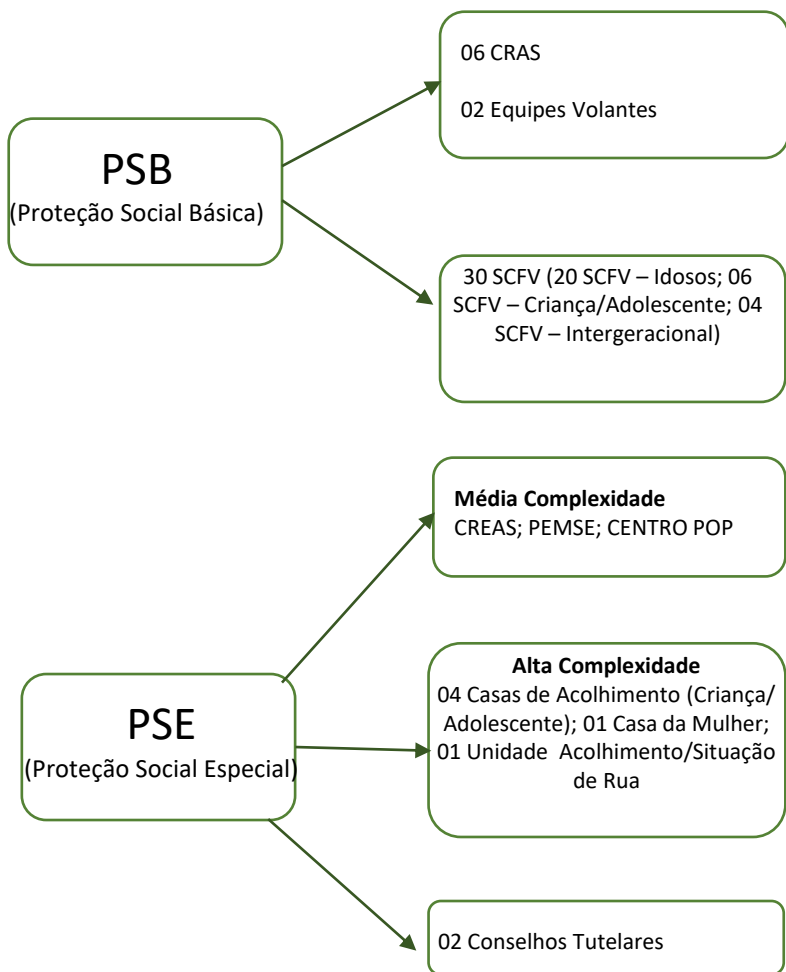 PSB
(Proteção Social Básica)
06 CRAS
02 Equipes Volantes
30 SCFV (20 SCFV – Idosos; 06
SCFV – Criança/Adolescente; 04
SCFV – Intergeracional)
PSE
(Proteção Social Especial)
Média Complexidade
CREAS; PEMSE; CENTRO POP
Alta Complexidade
04 Casas de Acolhimento (Criança/
Adolescente); 01 Casa da Mulher;
01 Unidade Acolhimento/Situação
de Rua
02 Conselhos Tutelares